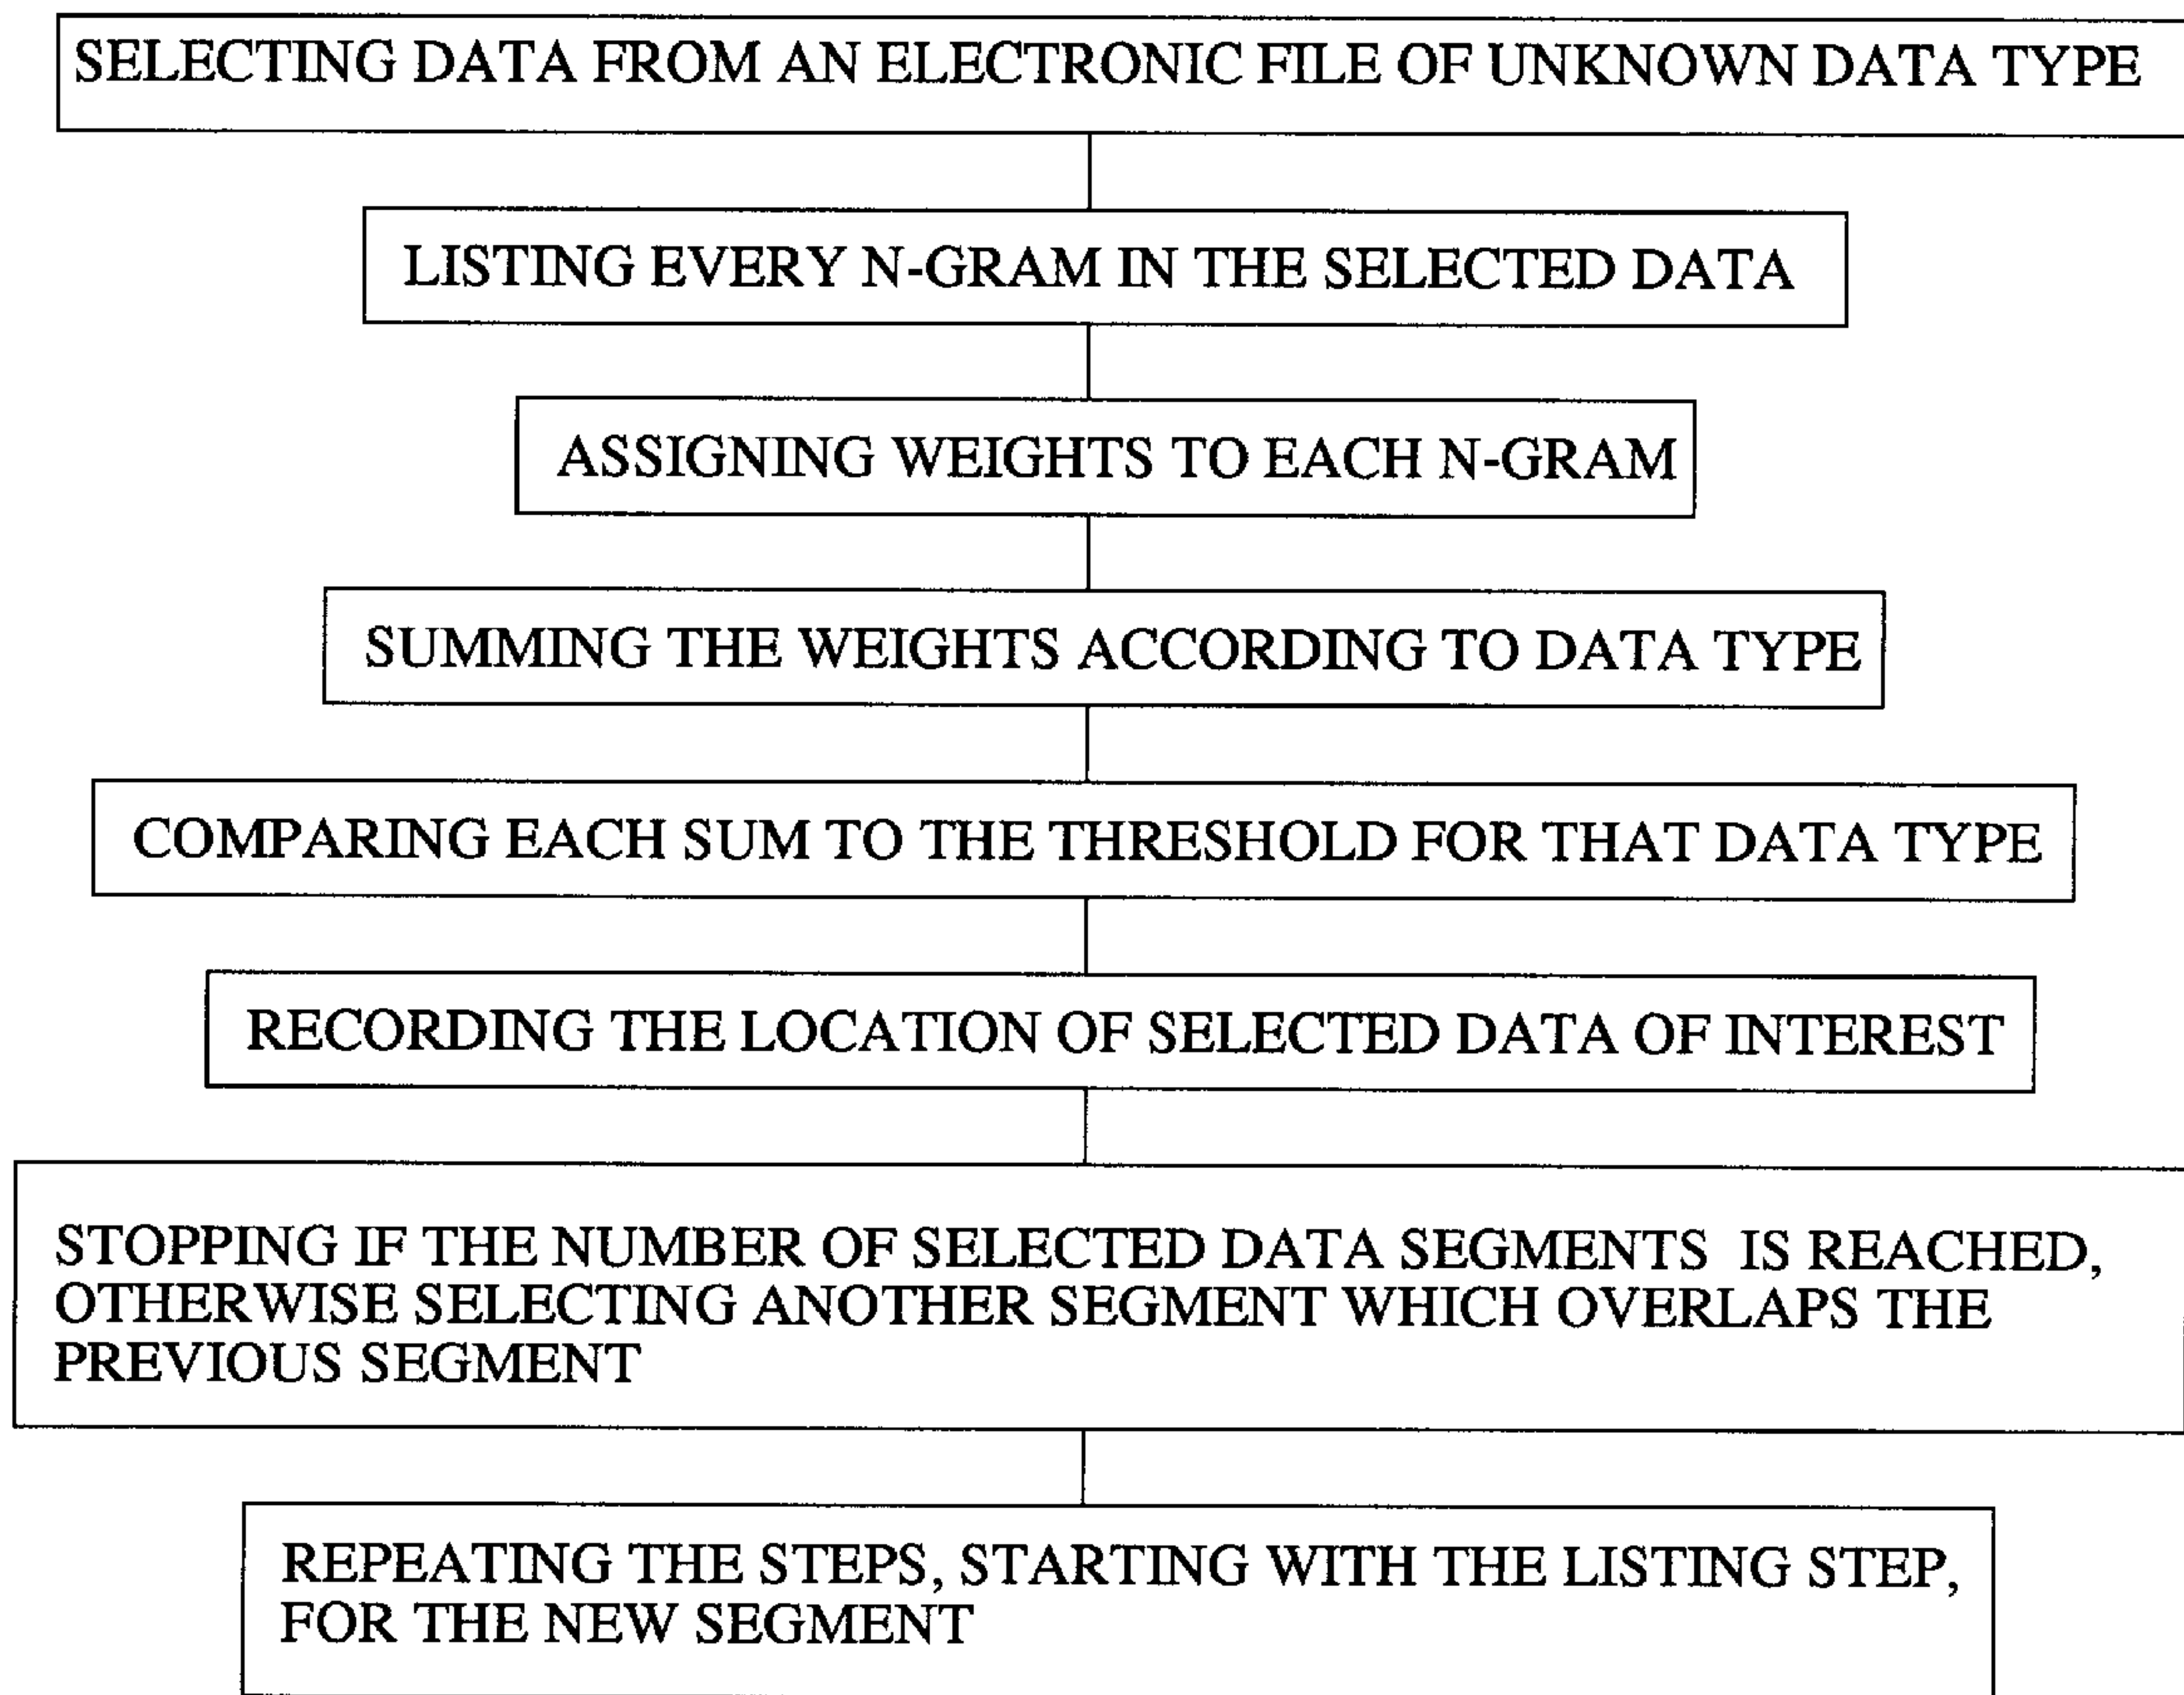 SELECTING DATA FROM AN ELECTRONIC FILE OF UNKNOWN DATA TYPE
LISTING EVERY N-GRAM IN THE SELECTED DATA
ASSIGNING WEIGHTS TO EACH N-GRAM
SUMMING THE WEIGHTS ACCORDING TO DATA TYPE
COMPARING EACH SUM TO THE THRESHOLD FOR THAT DATA TYPE
RECORDING THE LOCATION OF SELECTED DATA OF INTEREST
STOPPING IF THE NUMBER OF SELECTED DATA SEGMENTS IS REACHED,
OTHERWISE SELECTING ANOTHER SEGMENT WHICH OVERLAPS THE
PREVIOUS SEGMENT
REPEATING THE STEPS, STARTING WITH THE LISTING STEP,
FOR THE NEW SEGMENT